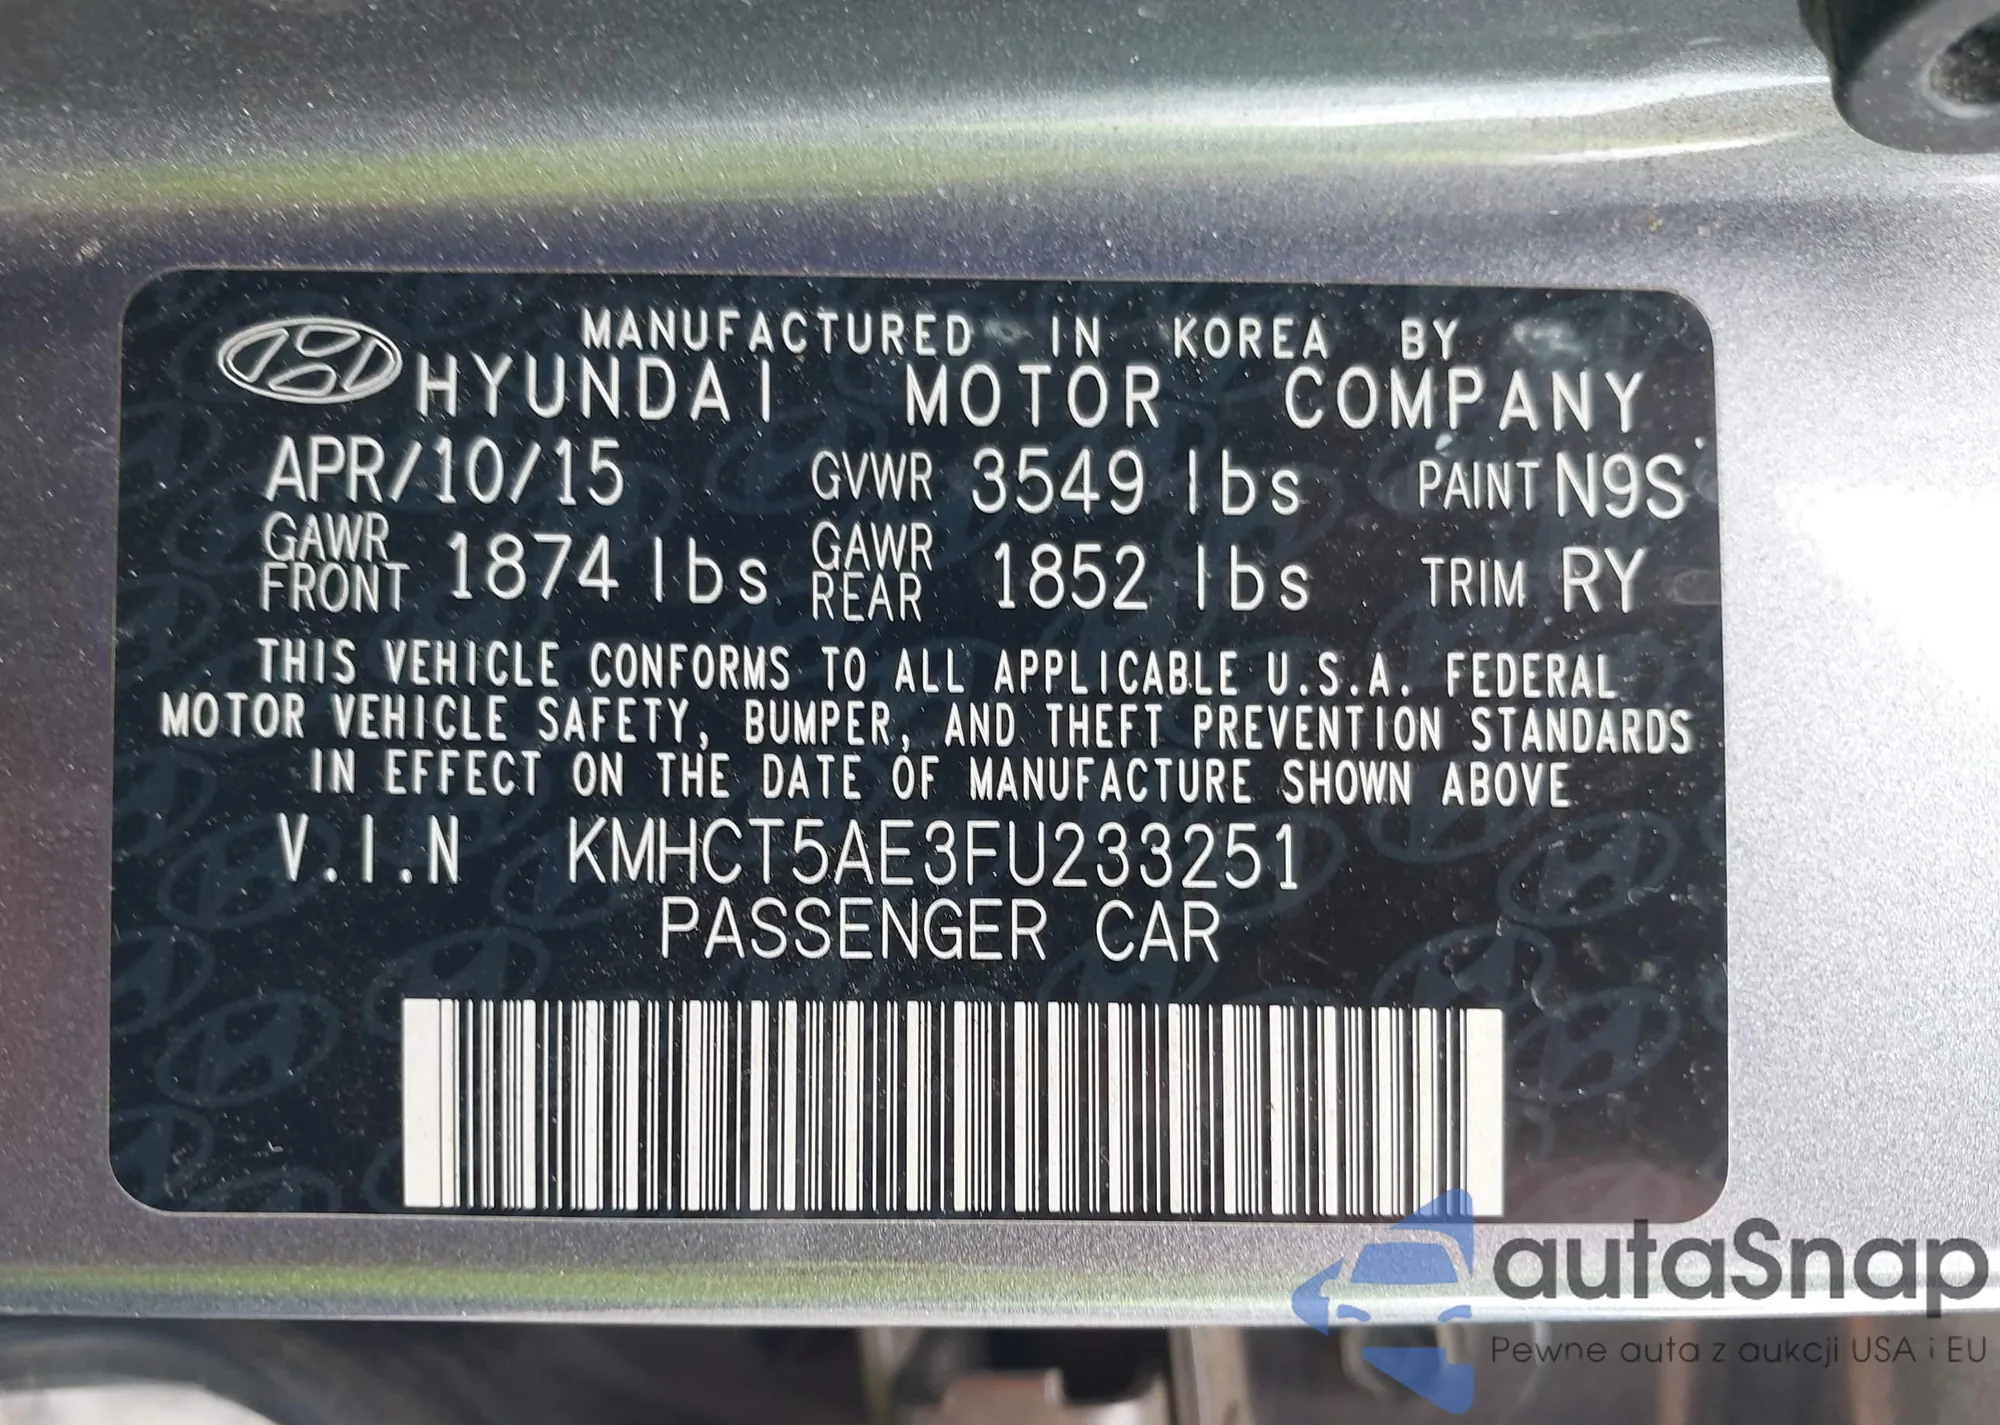 MANUFACTURED IN KOREA BY
HYUNDAI MOTOR COMPANY
APR/10/15 GVWR 3549 lbs PAINT N9S
GAWR FRONT 1874 lbs GAWR REAR 1852 lbs TRIM RY
THIS VEHICLE CONFORMS TO ALL APPLICABLE U.S.A. FEDERAL
MOTOR VEHICLE SAFETY, BUMPER, AND THEFT PREVENTION STANDARDS
IN EFFECT ON THE DATE OF MANUFACTURE SHOWN ABOVE
V.I.N KMHCT5AE3FU233251
PASSENGER CAR
autaSnap
Pewne auta z aukcji USA i EU